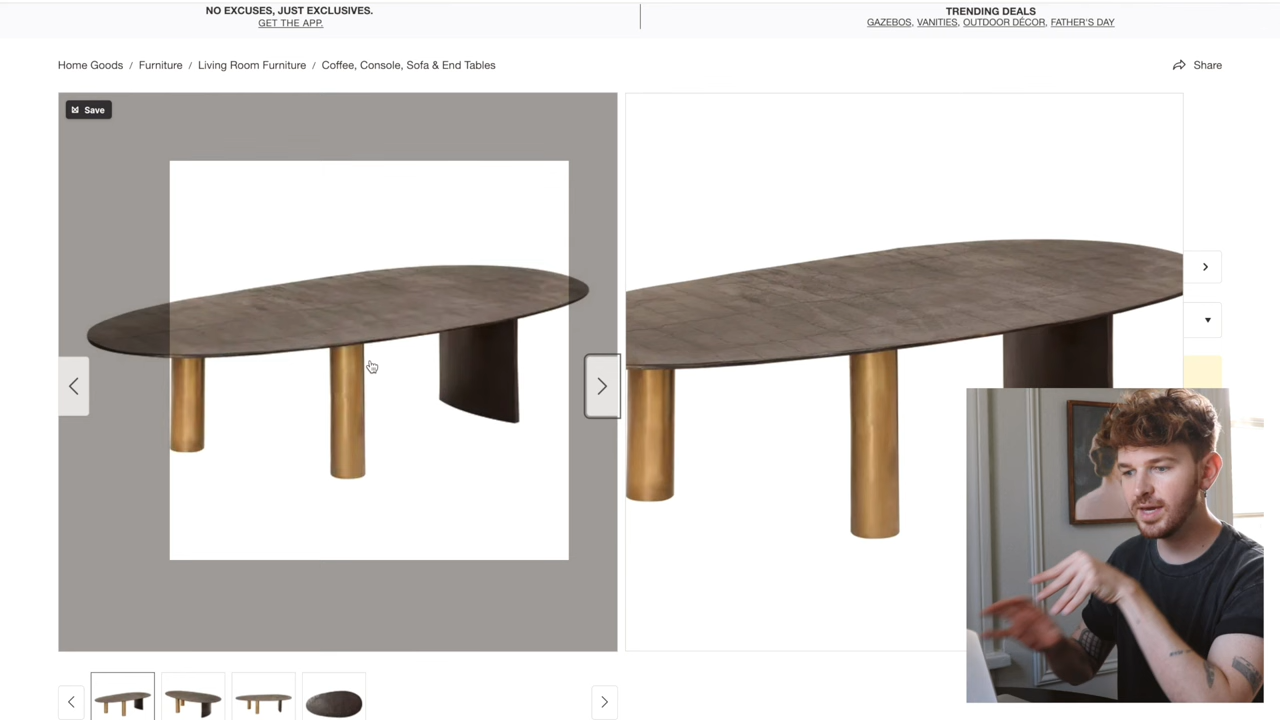 NO EXCUSES, JUST EXCLUSIVES.
GET THE APP.
TRENDING DEALS
GAZEBOS, VANITIES, OUTDOOR DÉCOR, FATHER'S DAY
Home Goods / Furniture / Living Room Furniture / Coffee, Console, Sofa & End Tables
Share
Save